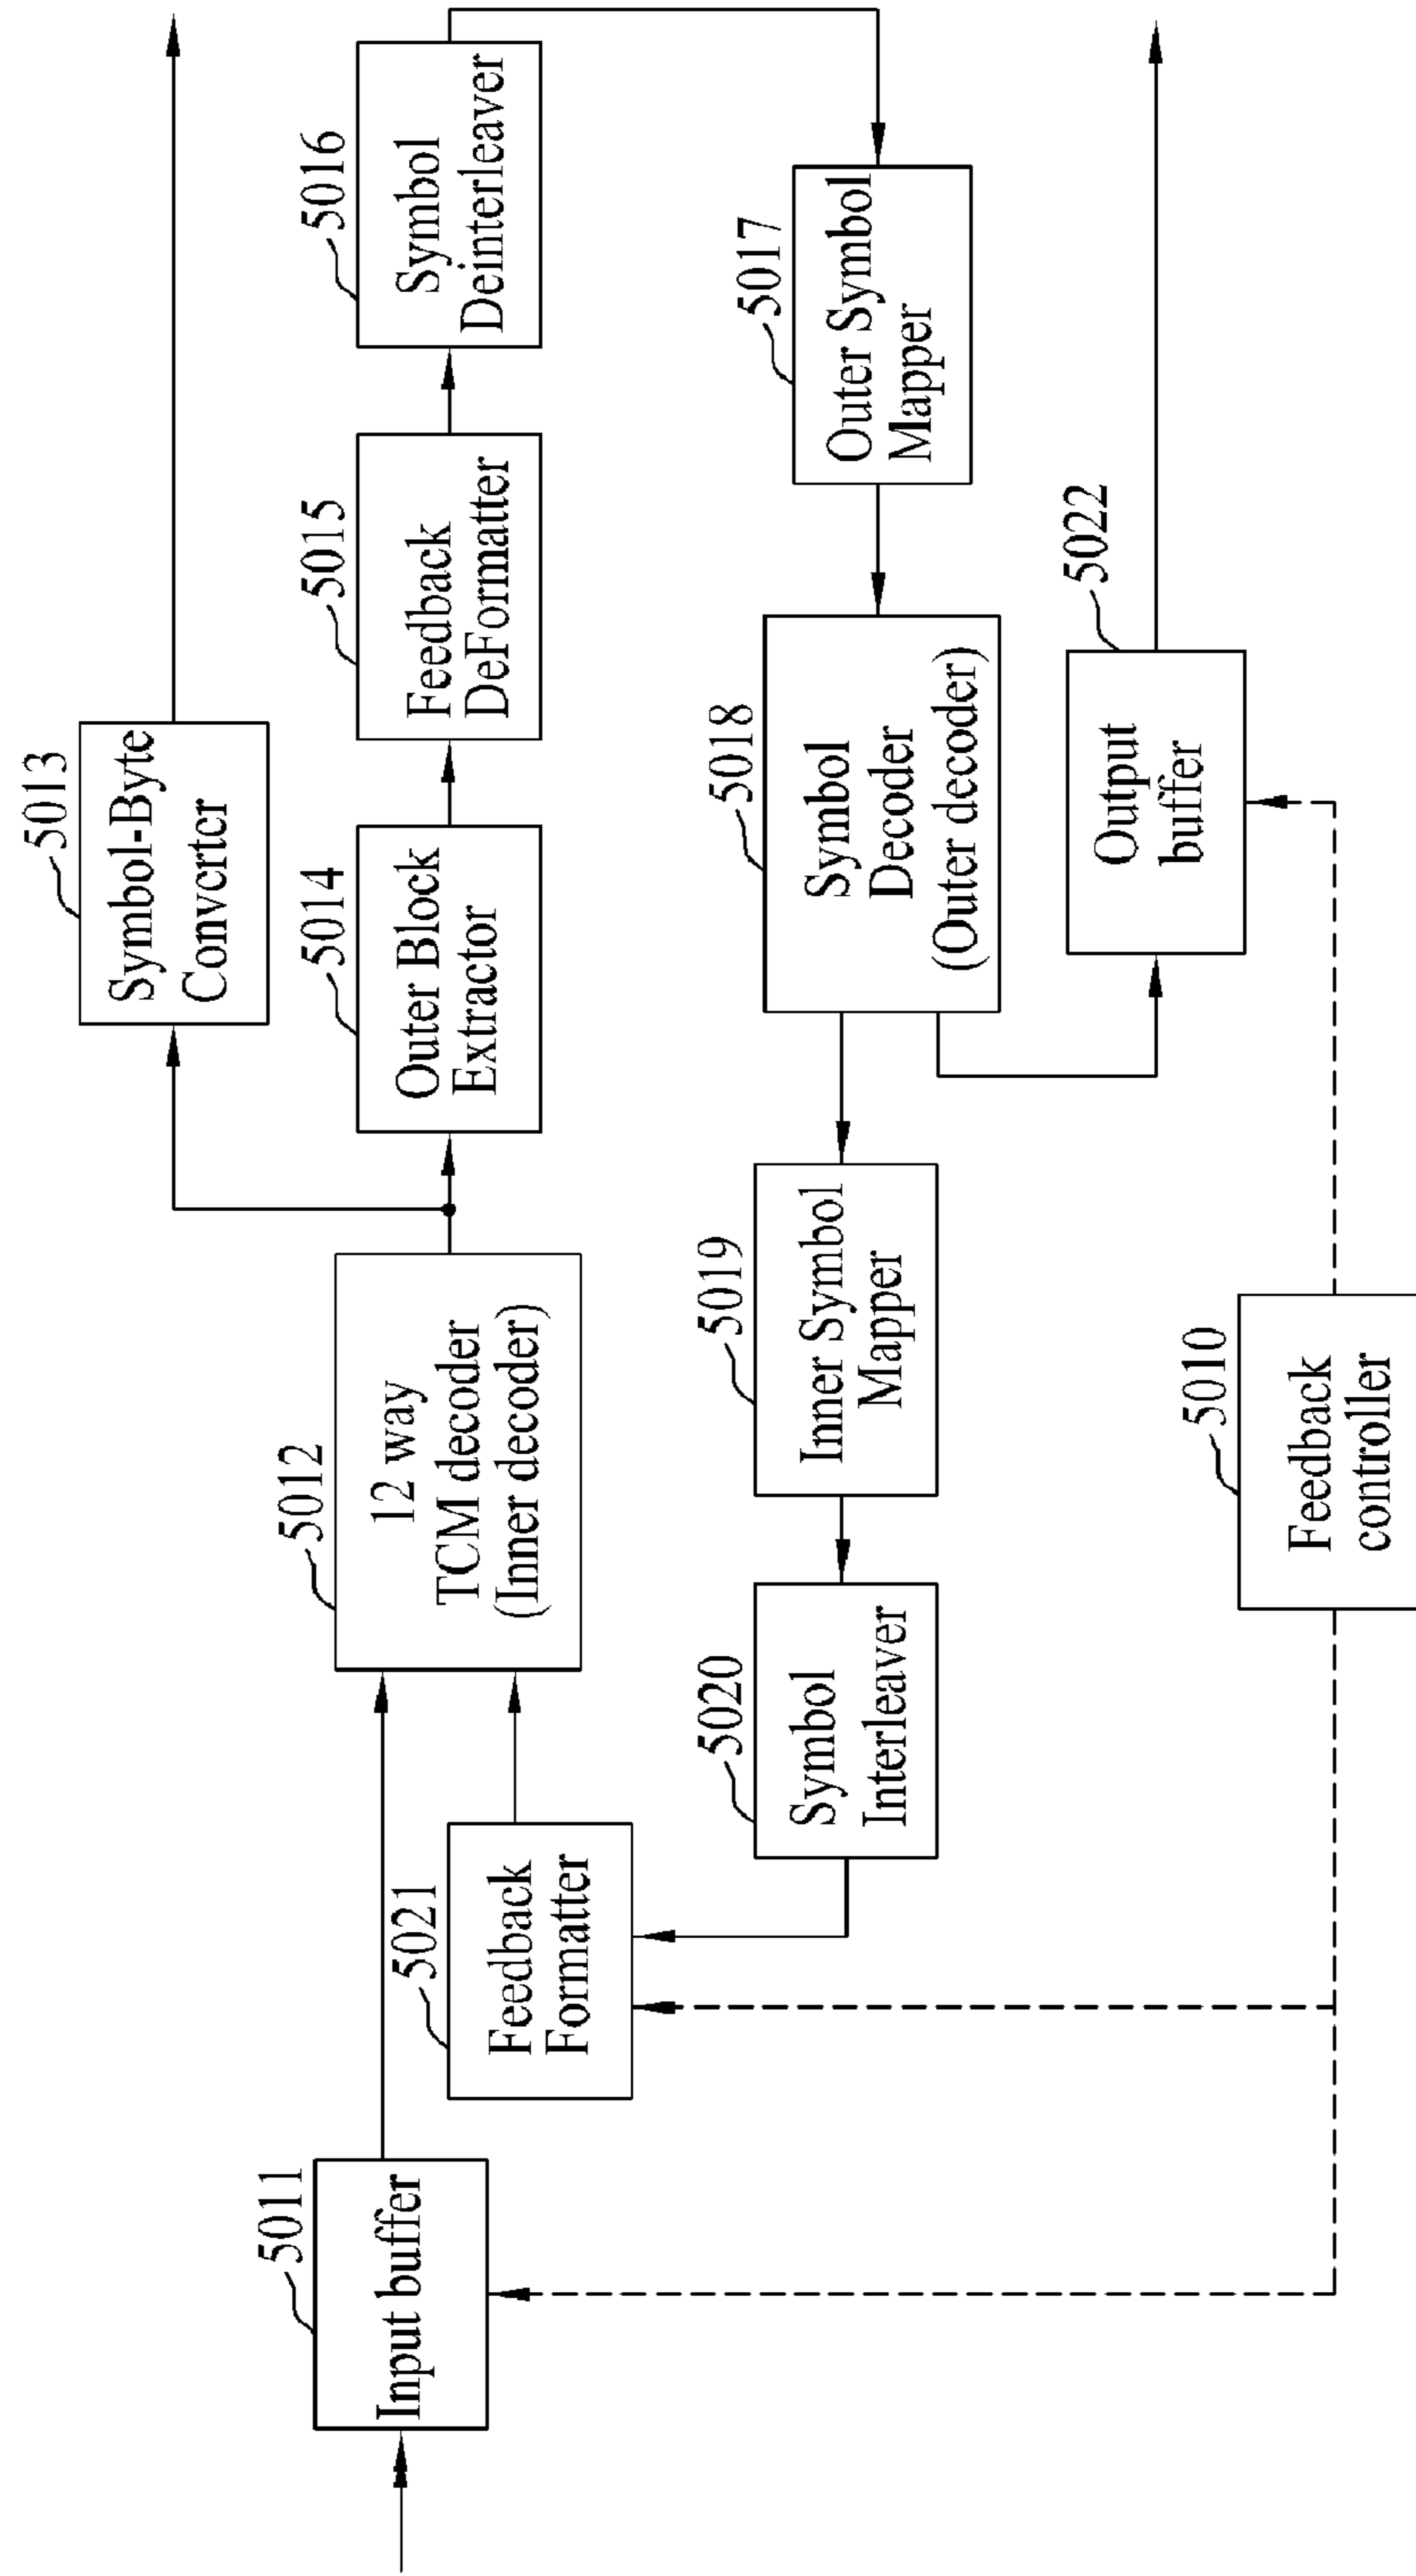 5011
Input buffer
5012
12 way
TCM decoder
(Inner decoder)
5013
Symbol-Byte
Converter
5014
Outer Block
Extractor
5015
Feedback
DeFormatter
5016
Symbol
Deinterleaver
5021
Feedback
Formatter
5020
Symbol
Interleaver
5019
Inner Symbol
Mapper
5018
Symbol
Decoder
(Outer decoder)
5017
Outer Symbol
Mapper
5022
Output
buffer
5010
Feedback
controller